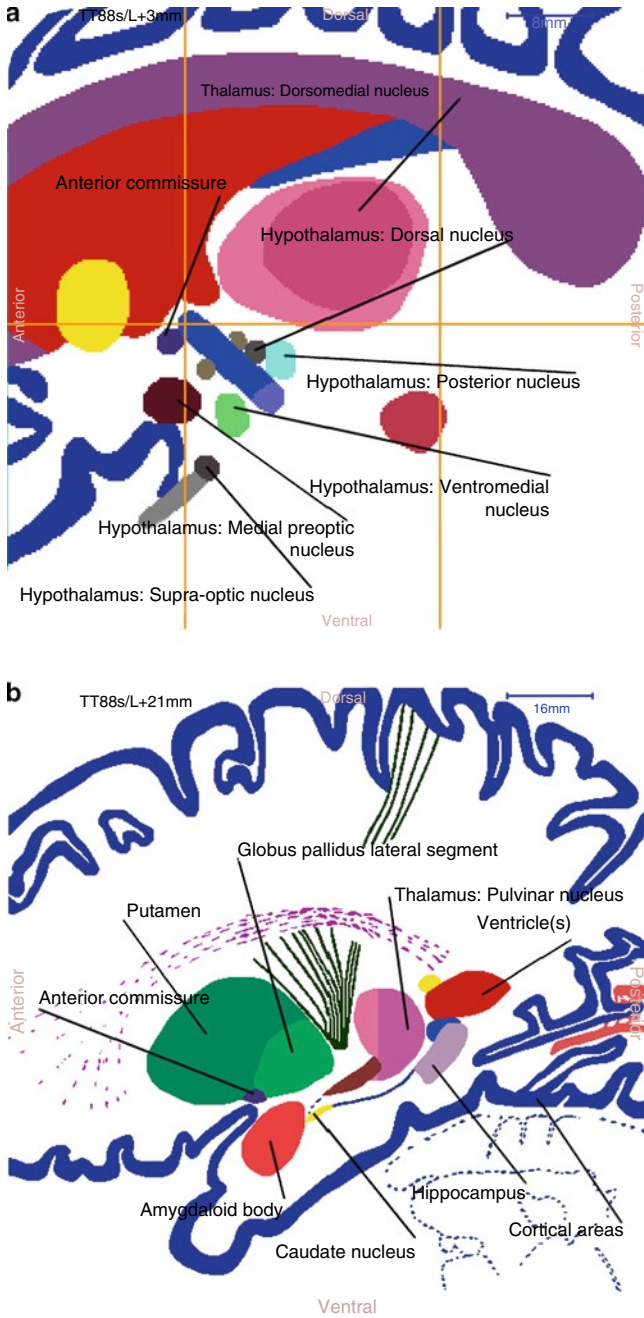 a
TT88s/L+3mm
Dorsal
8mm
Thalamus: Dorsomedial nucleus
Anterior commissure
Hypothalamus: Dorsal nucleus
Anterior
Posterior
Hypothalamus: Posterior nucleus
Hypothalamus: Ventromedial
nucleus
Hypothalamus: Medial preoptic
nucleus
Hypothalamus: Supra-optic nucleus
Ventral
b
TT88s/L+21mm
Dorsal
16mm
Globus pallidus lateral segment
Putamen
Thalamus: Pulvinar nucleus
Ventricle(s)
Anterior
Anterior commissure
Posterior
Amygdaloid body
Hippocampus
Caudate nucleus
Cortical areas
Ventral